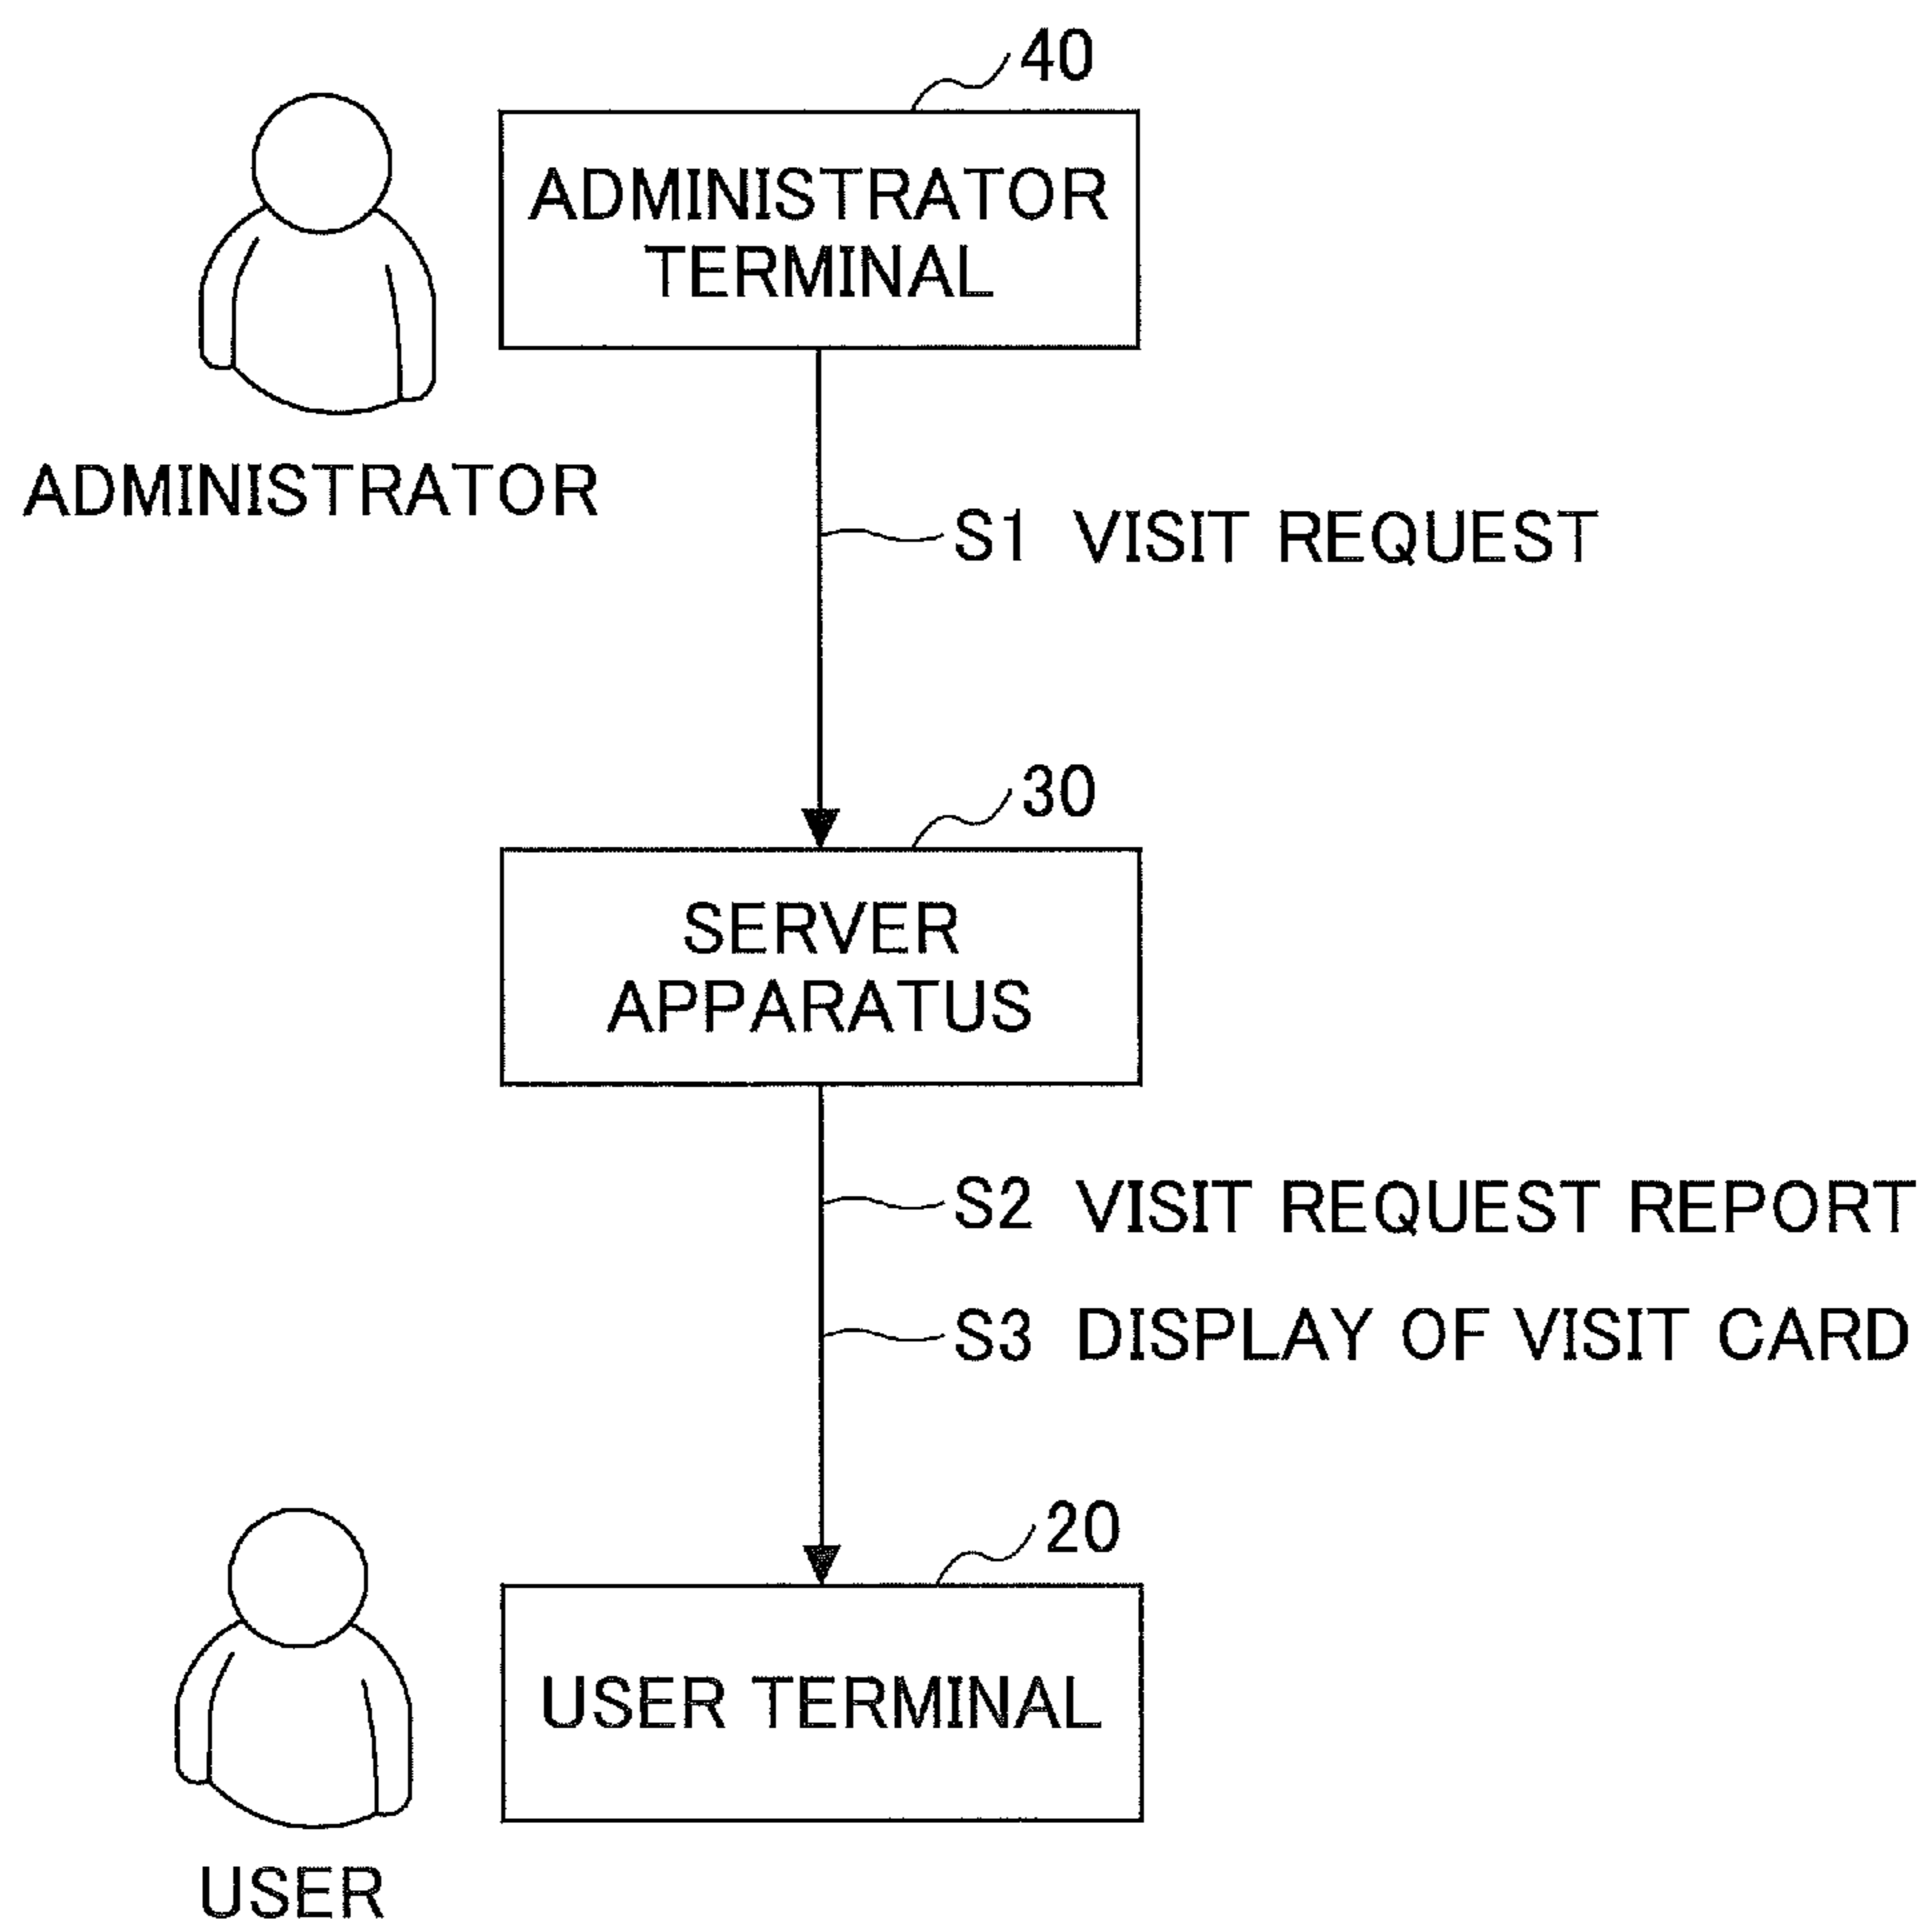 40
ADMINISTRATOR
TERMINAL
ADMINISTRATOR
S1 VISIT REQUEST
30
SERVER
APPARATUS
S2 VISIT REQUEST REPORT
S3 DISPLAY OF VISIT CARD
20
USER TERMINAL
USER